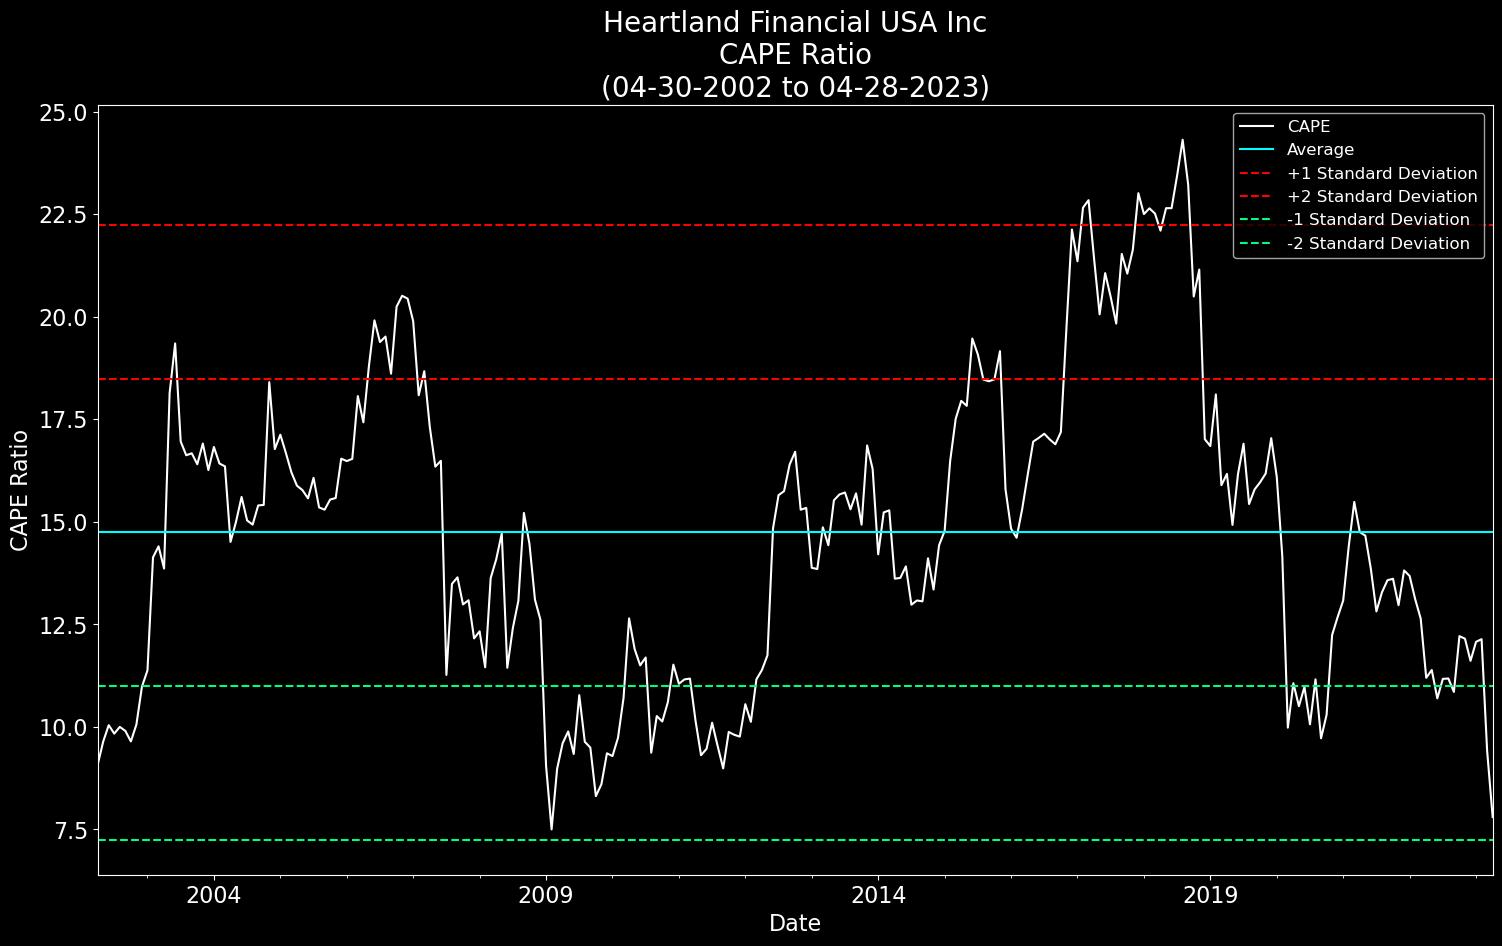 Heartland Financial USA Inc
CAPE Ratio
(04-30-2002 to 04-28-2023)
25.0
22.5
20.0
17.5
15.0
12.5
10.0
7.5
CAPE Ratio
CAPE
Average
+1 Standard Deviation
+2 Standard Deviation
-1 Standard Deviation
-2 Standard Deviation
2004 2009 2014 2019
Date